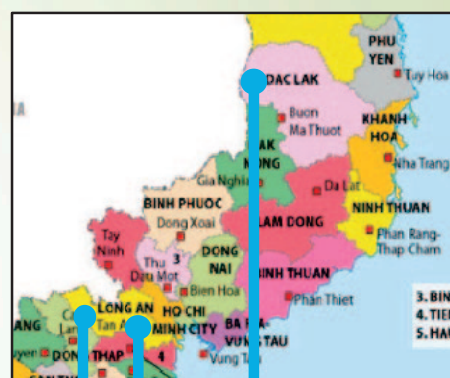 PHU
YEN
DAC LAK
Tuy Hoa
Buon
Ma Thuot
KHANH
HOA
NONG
Gia Nghia
Nha Trang
BINH PHUOC
Da Lat
Dong Xoai
LAM DONG
NINH THUAN
Tay
Ninh
Thu
Dau Mot
3
DONG
NAI
Phan Rang-
Thap Cham
BINH THUAN
Bien Hoa
LONG AN
HO CHI
MINH CITY
Phan Thiet
3. BIN
4. TIE
5. HAU
Tan A
BA RIA-
VUNG TAU
DONG THAP
4
Vung Tau